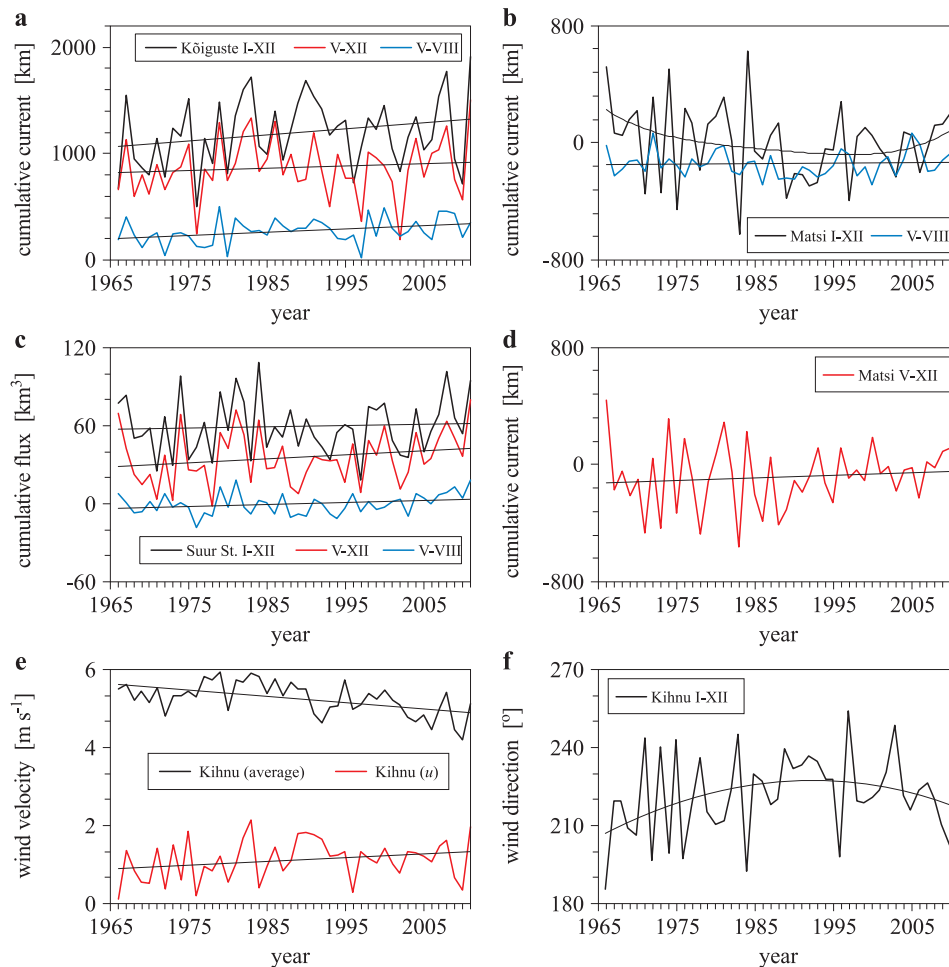 a
cumulative current [km]
2000
1000
0
Kõiguste I-XII V-XII V-VIII
1965 1975 1985 1995 2005
year
b
cumulative current [km]
800
0
-800
Matsi I-XII V-VIII
1965 1975 1985 1995 2005
year
c
cumulative flux [km³]
120
60
0
-60
Suur St. I-XII V-XII V-VIII
1965 1975 1985 1995 2005
year
d
cumulative current [km]
800
0
-800
Matsi V-XII
1965 1975 1985 1995 2005
year
e
wind velocity [m s⁻¹]
6
4
2
0
Kihnu (average) Kihnu (u)
1965 1975 1985 1995 2005
year
f
wind direction [º]
270
240
210
180
Kihnu I-XII
1965 1975 1985 1995 2005
year